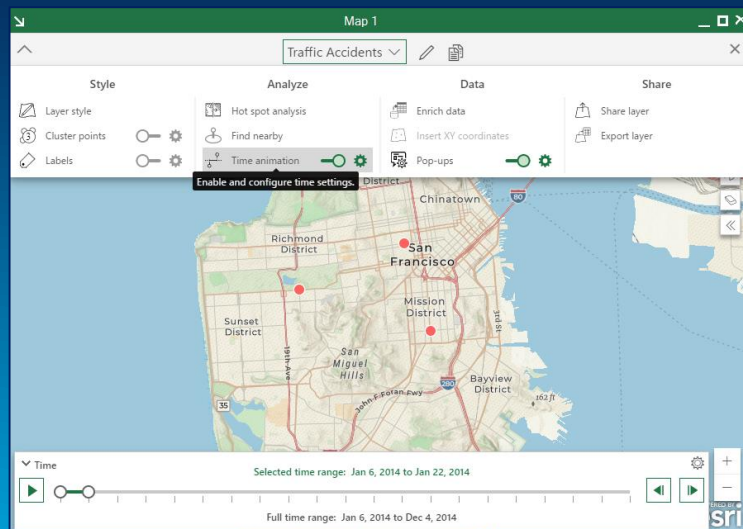 Map 1
Traffic Accidents
Style
Analyze
Data
Share
Layer style
Hot spot analysis
Enrich data
Share layer
Cluster points
Find nearby
Insert XY coordinates
Export layer
Labels
Time animation
Pop-ups
Enable and configure time settings.
District
Chinatown
80
Richmond
District
San
Francisco
Mission
District
Sunset
District
3rd St
19th Ave
San
Miguel
Hills
280
Bayview
District
162 ft
John F Foran Fwy
35
Time
Selected time range: Jan 6, 2014 to Jan 22, 2014
Full time range: Jan 6, 2014 to Dec 4, 2014